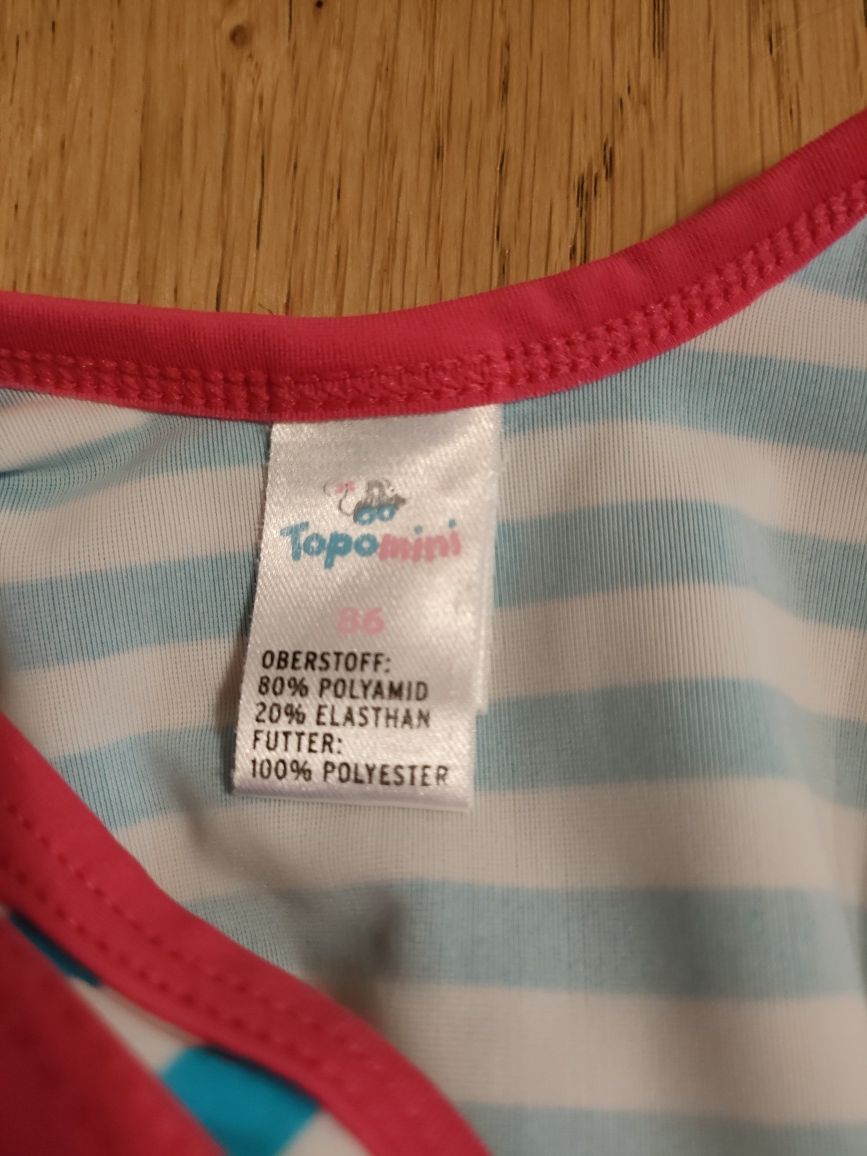 Topomini
86
OBERSTOFF:
80% POLYAMID
20% ELASTHAN
FUTTER:
100% POLYESTER